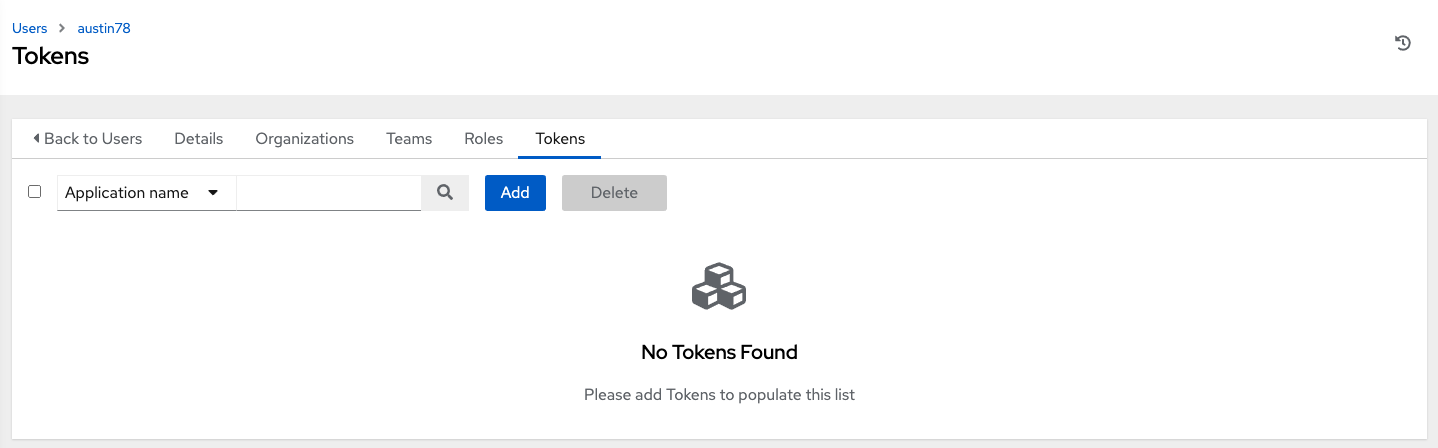 Users > austin78
Tokens
Back to Users Details Organizations Teams Roles Tokens
Application name Add Delete
No Tokens Found
Please add Tokens to populate this list